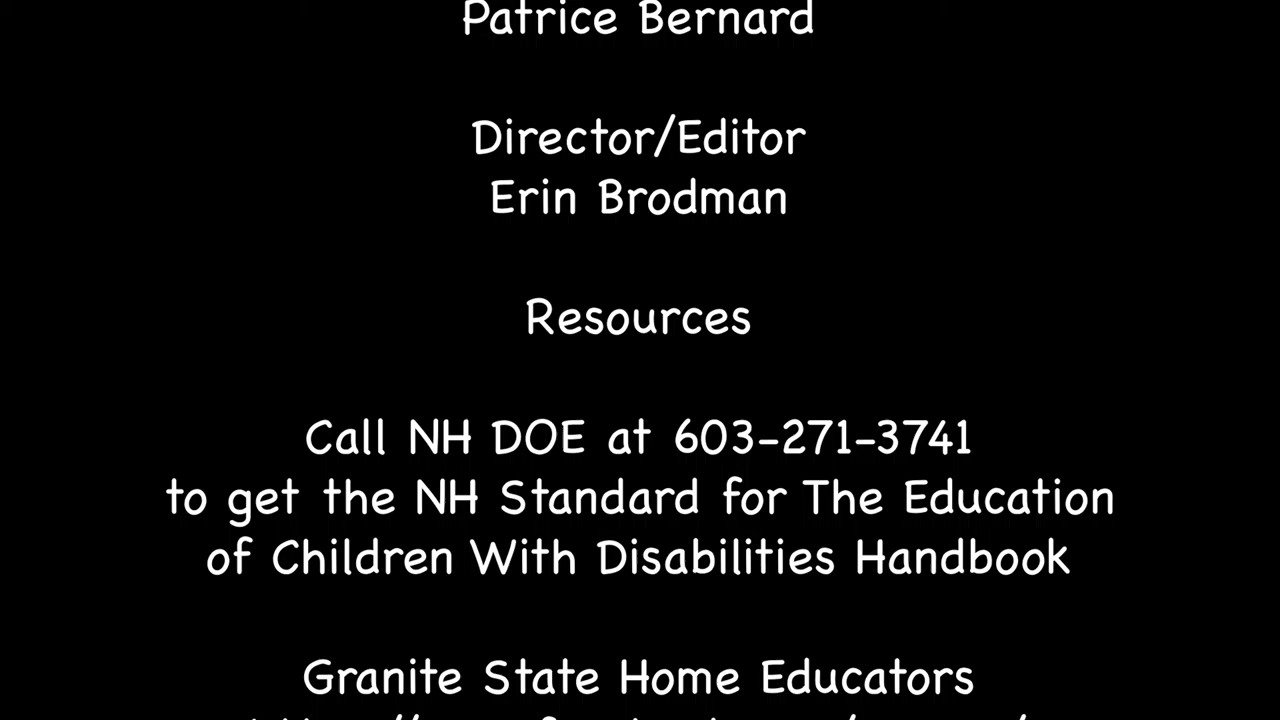 Patrice Bernard
Director/Editor
Erin Brodman
Resources
Call NH DOE at 603-271-3741
to get the NH Standard for The Education
of Children With Disabilities Handbook
Granite State Home Educators